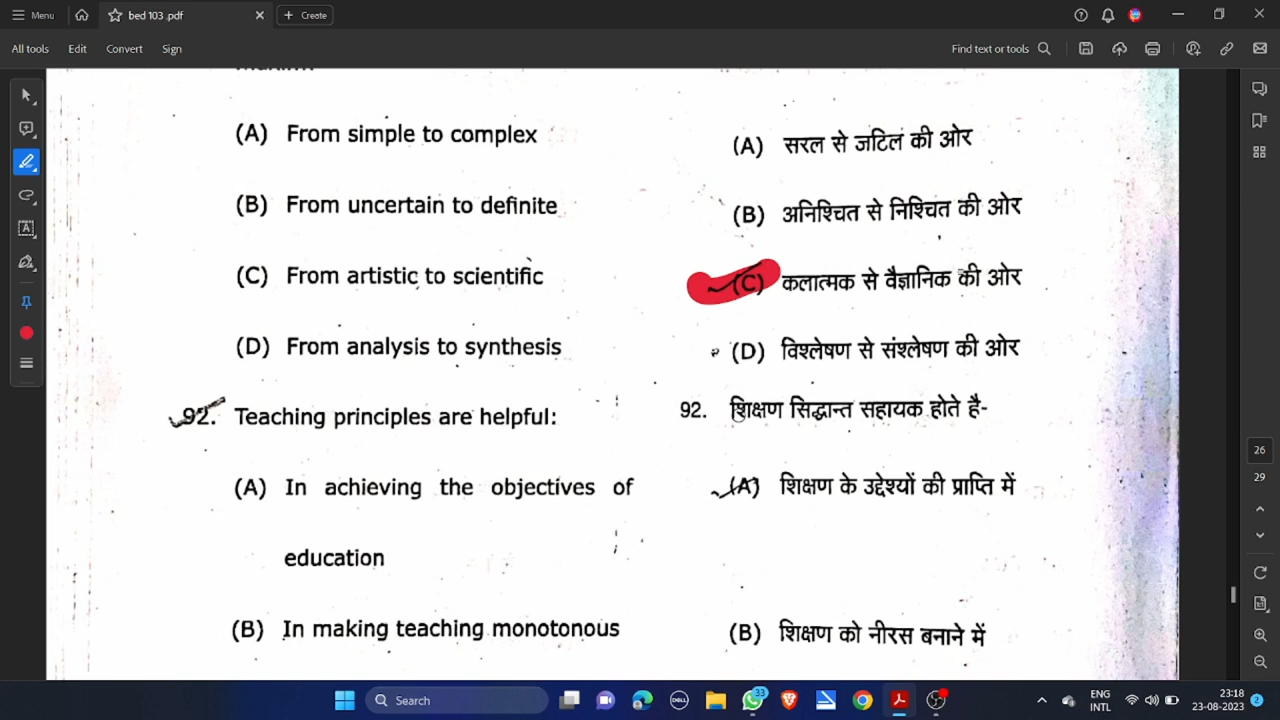 Menu
bed 103 .pdf
Create
All tools Edit Convert Sign
Find text or tools
(A) From simple to complex
(B) From uncertain to definite
(C) From artistic to scientific
(D) From analysis to synthesis
92. Teaching principles are helpful:
(A) In achieving the objectives of
education
(B) In making teaching monotonous
(A) सरल से जटिल की ओर
(B) अनिश्चित से निश्चित की ओर
(C) कलात्मक से वैज्ञानिक की ओर
(D) विश्लेषण से संश्लेषण की ओर
92. शिक्षण सिद्धान्त सहायक होते है-
(A) शिक्षण के उद्देश्यों की प्राप्ति में
(B) शिक्षण को नीरस बनाने में
26
29
Search
DELL
33
ENG
INTL
23:18
23-08-2023
2